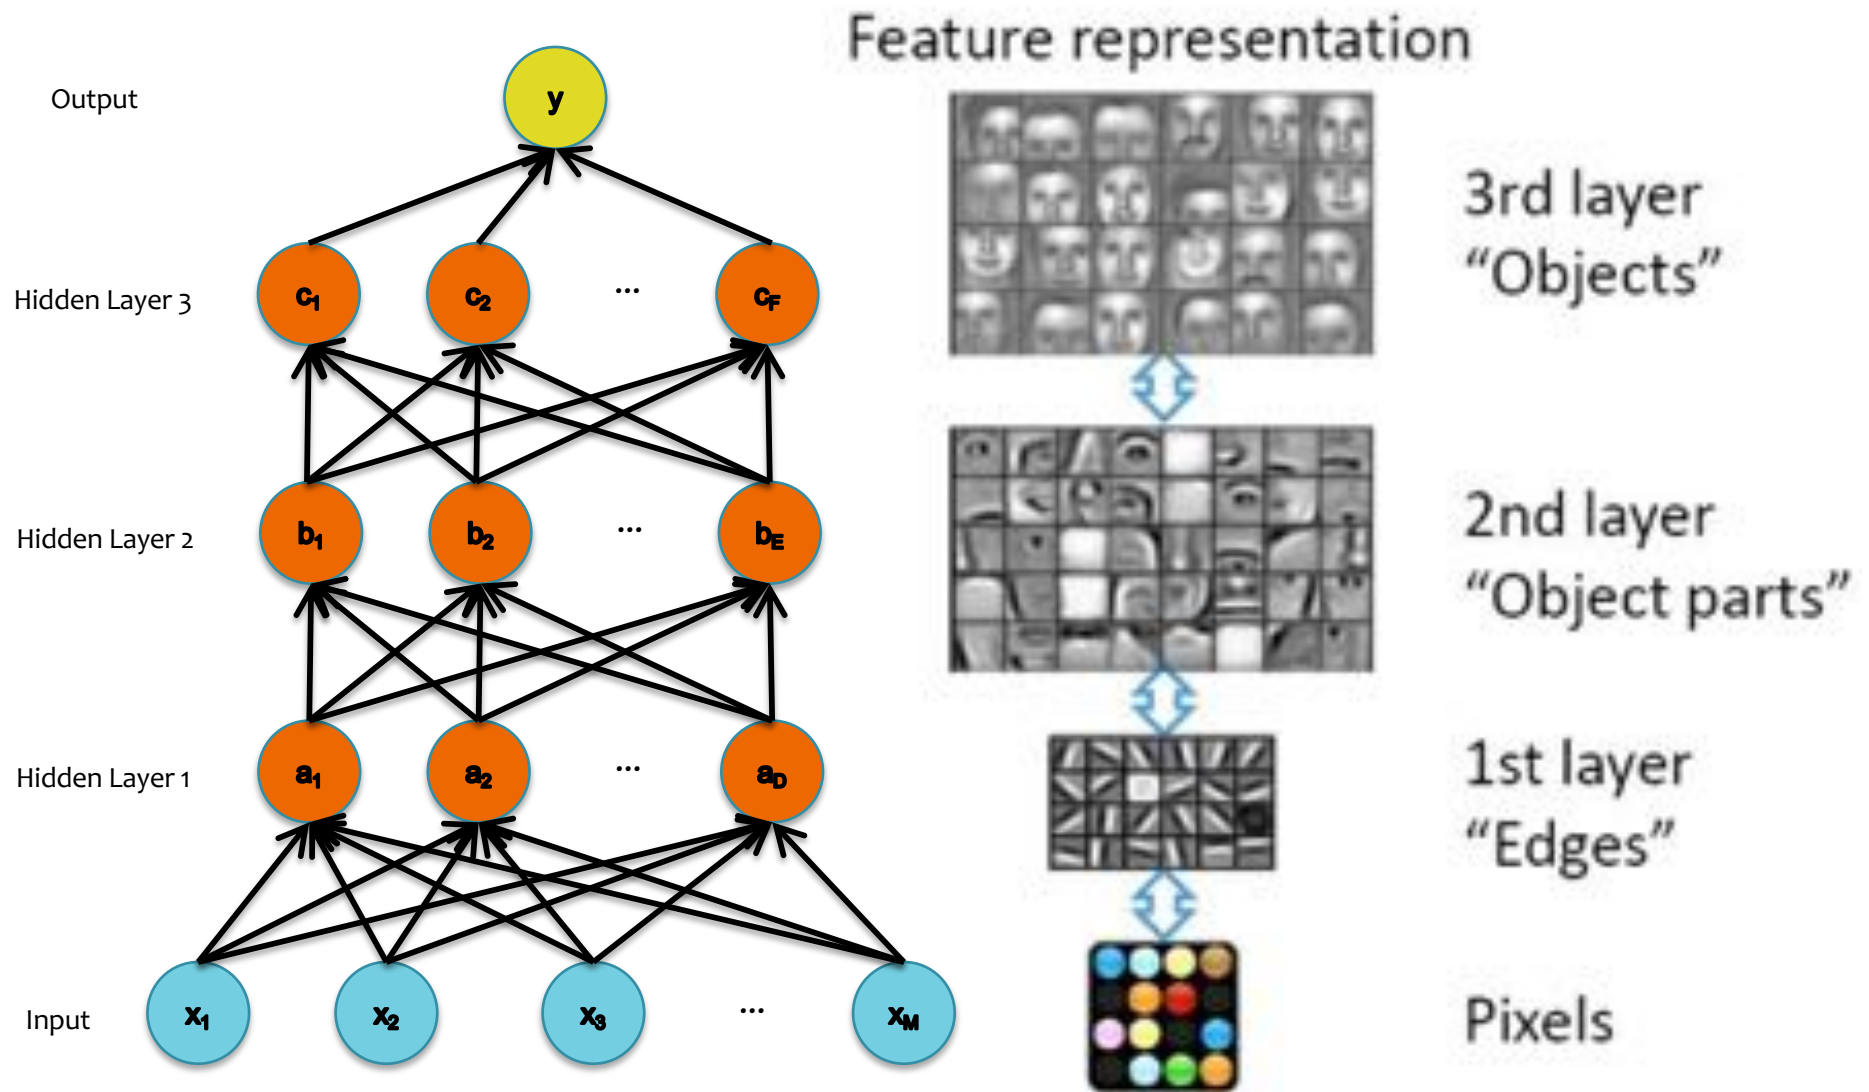 Feature representation
Output
y
3rd layer
“Objects”
Hidden Layer 3
c1
c2
...
cF
2nd layer
“Object parts”
Hidden Layer 2
b1
b2
...
bE
1st layer
“Edges”
Hidden Layer 1
a1
a2
...
aD
Input
x1
x2
x3
...
xM
Pixels